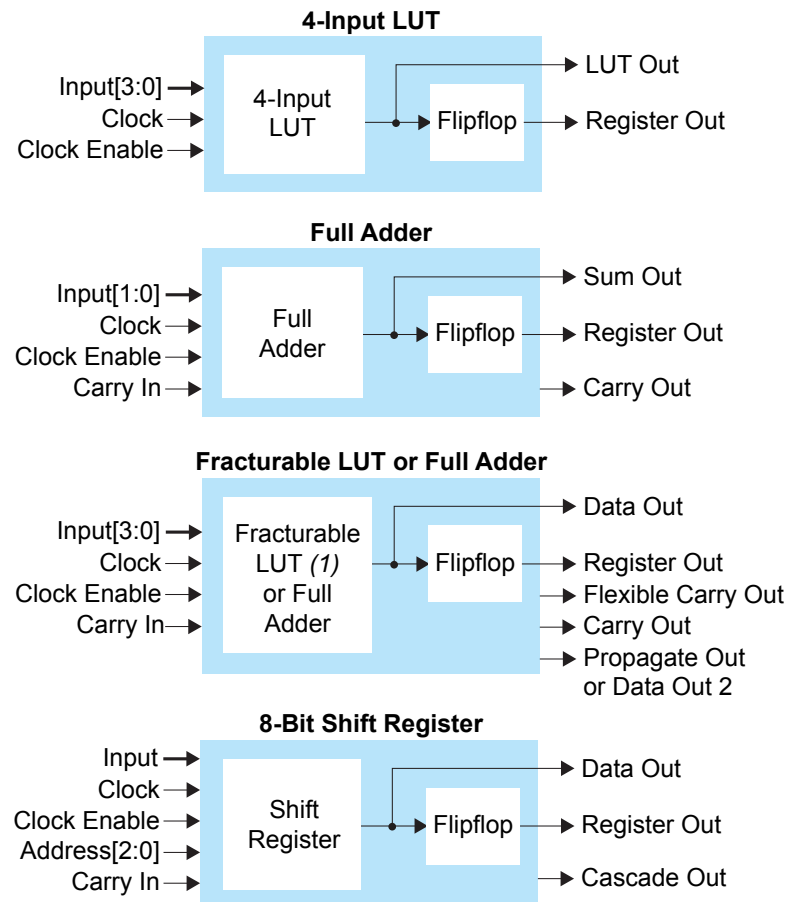 4-Input LUT
Input[3:0]
Clock
Clock Enable
4-Input
LUT
Flipflop
LUT Out
Register Out
Full Adder
Input[1:0]
Clock
Clock Enable
Carry In
Full
Adder
Flipflop
Sum Out
Register Out
Carry Out
Fracturable LUT or Full Adder
Input[3:0]
Clock
Clock Enable
Carry In
Fracturable
LUT (1)
or Full
Adder
Flipflop
Data Out
Register Out
Flexible Carry Out
Carry Out
Propagate Out
or Data Out 2
8-Bit Shift Register
Input
Clock
Clock Enable
Address[2:0]
Carry In
Shift
Register
Flipflop
Data Out
Register Out
Cascade Out